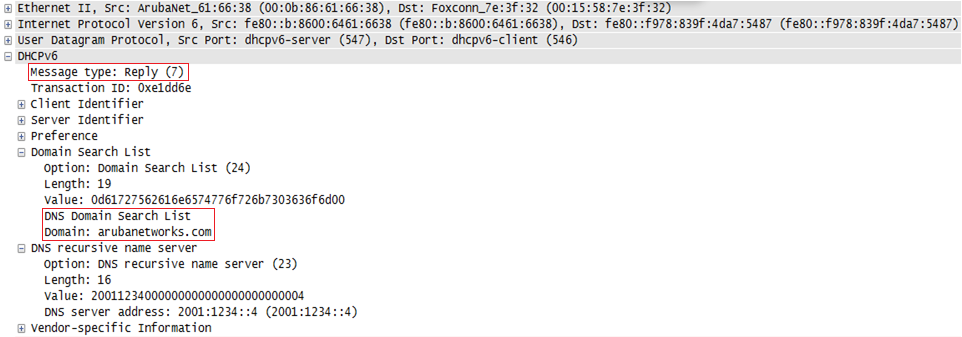 Ethernet II, Src: ArubaNet_61:66:38 (00:0b:86:61:66:38), Dst: Foxconn_7e:3f:32 (00:15:58:7e:3f:32)
Internet Protocol Version 6, Src: fe80::b:8600:6461:6638 (fe80::b:8600:6461:6638), Dst: fe80::f978:839f:4da7:5487 (fe80::f978:839f:4da7:5487)
User Datagram Protocol, Src Port: dhcpv6-server (547), Dst Port: dhcpv6-client (546)
DHCPv6
Message type: Reply (7)
Transaction ID: 0xe1dd6e
Client Identifier
Server Identifier
Preference
Domain Search List
Option: Domain Search List (24)
Length: 19
Value: 0d61727562616e6574776f726b7303636f6d00
DNS Domain Search List
Domain: arubanetworks.com
DNS recursive name server
Option: DNS recursive name server (23)
Length: 16
Value: 20011234000000000000000000000004
DNS server address: 2001:1234::4 (2001:1234::4)
Vendor-specific Information